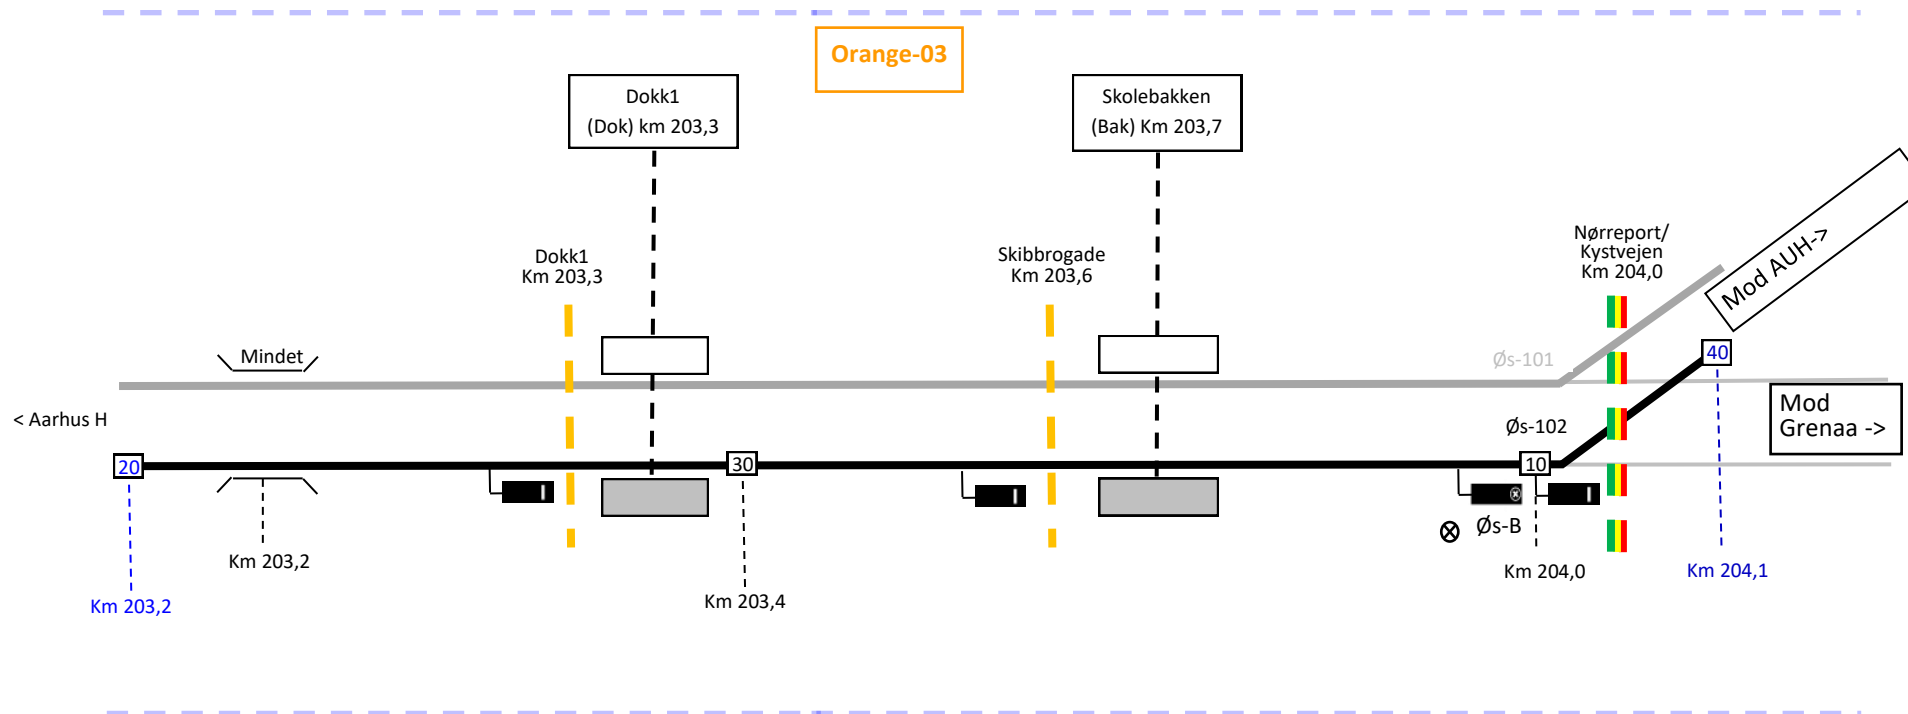 Orange-03
Dokk1
(Dok) km 203,3
Skolebakken
(Bak) Km 203,7
Dokk1
Km 203,3
Skibbrogade
Km 203,6
Nørreport/
Kystvejen
Km 204,0
Mod AUH->
Mindet
Øs-101
40
< Aarhus H
Øs-102
Mod
Grenaa ->
20
30
10
Øs-B
Km 203,2
Km 204,0
Km 204,1
Km 203,2
Km 203,4